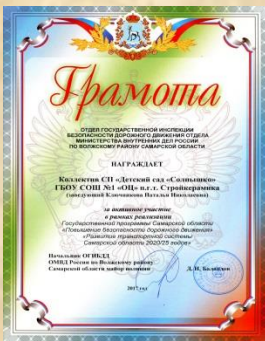 Грамота
ОТДЕЛ ГОСУДАРСТВЕННОЙ ИНСПЕКЦИИ
БЕЗОПАСНОСТИ ДОРОЖНОГО ДВИЖЕНИЯ ОТДЕЛА
МИНИСТЕРСТВА ВНУТРЕННИХ ДЕЛ РОССИИ
ПО ВОЛЖСКОМУ РАЙОНУ САМАРСКОЙ ОБЛАСТИ
НАГРАЖДАЕТ
Коллектив СП «Детский сад «Солнышко»
ГБОУ СОШ №1 «ОЦ» п.г.т. Стройкерамика
(заведующий Ключникова Наталья Николаевна)
за активное участие
в рамках реализации
Государственной программы Самарской области
«Повышение безопасности дорожного движения»
«Развитие транспортной системы
Самарской области 2020/25 годов»
Начальник ОГИБДД
ОМВД России по Волжскому району
Самарской области майор полиции Д.Н.
2017 год